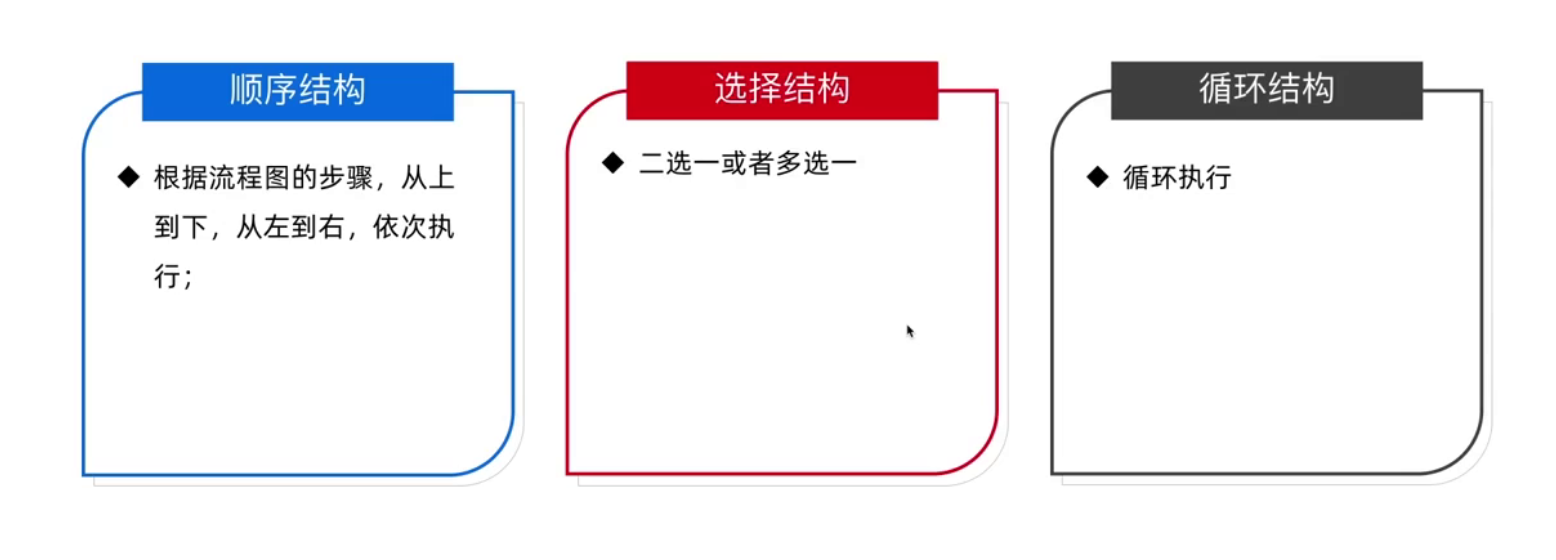 顺序结构
◆ 根据流程图的步骤，从上
到下，从左到右，依次执
行；
选择结构
◆ 二选一或者多选一
循环结构
◆ 循环执行